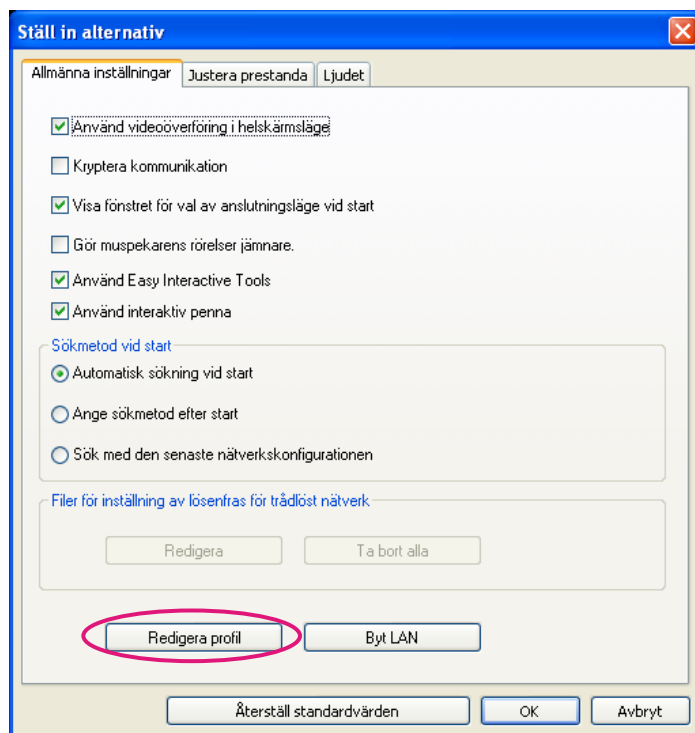 Ställ in alternativ
Allmänna inställningar Justera prestanda Ljudet
Använd videoöverföring i helskärmsläge
Kryptera kommunikation
Visa fönstret för val av anslutningsläge vid start
Gör muspekarens rörelser jämnare.
Använd Easy Interactive Tools
Använd interaktiv penna
Sökmetod vid start
Automatisk sökning vid start
Ange sökmetod efter start
Sök med den senaste nätverkskonfigurationen
Filer för inställning av lösenfras för trådlöst nätverk
Redigera Ta bort alla
Redigera profil Byt LAN
Återställ standardvärden OK Avbryt